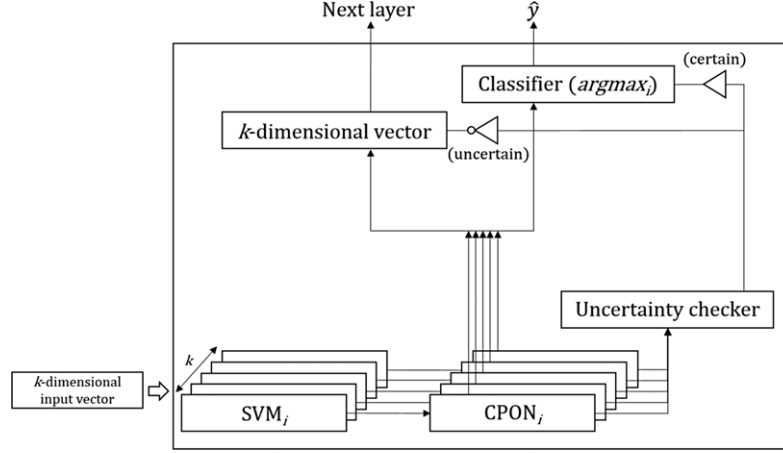 Next layer
ŷ
(certain)
Classifier (argmaxᵢ)
k-dimensional vector
(uncertain)
Uncertainty checker
k
k-dimensional
input vector
SVMᵢ
CPONᵢ